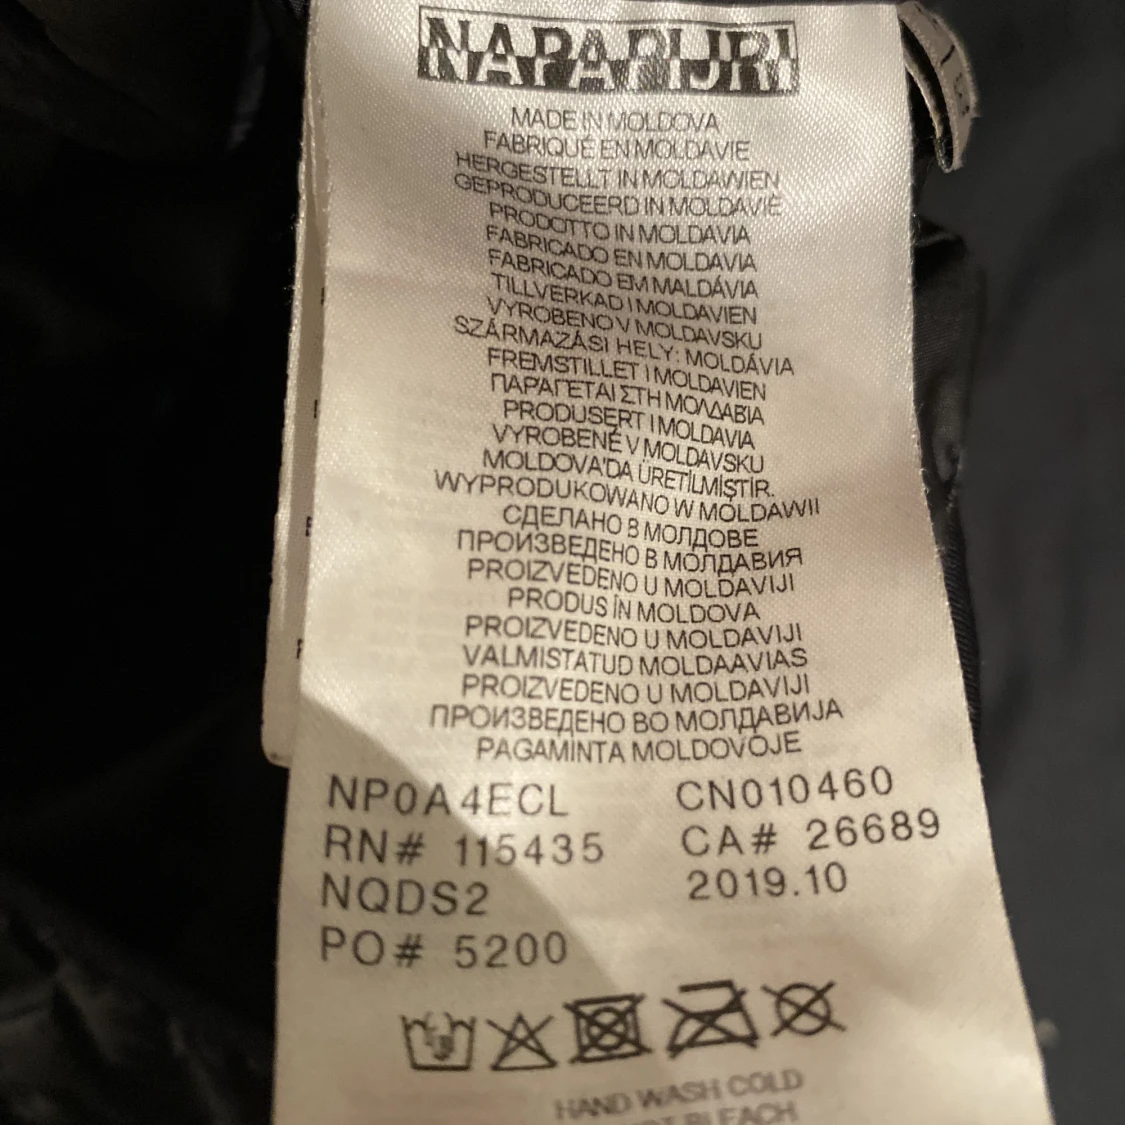 NAPAPIJRI
MADE IN MOLDOVA
FABRIQUÉ EN MOLDAVIE
HERGESTELLT IN MOLDAWIEN
GEPRODUCEERD IN MOLDAVIË
PRODOTTO IN MOLDAVIA
FABRICADO EN MOLDAVIA
FABRICADO EM MALDÁVIA
TILLVERKAD I MOLDAVIEN
VYROBENO V MOLDAVSKU
SZÁRMAZÁSI HELY: MOLDÁVIA
FREMSTILLET I MOLDAVIEN
ΠΑΡΑΓΕΤΑΙ ΣΤΗ ΜΟΛΔΑΒΙΑ
PRODUSERT I MOLDAVIA
VYROBENÉ V MOLDAVSKU
MOLDOVA'DA ÜRETİLMİŞTİR.
WYPRODUKOWANO W MOLDAWII
СДЕЛАНО В МОЛДОВЕ
ПРОИЗВЕДЕНО В МОЛДАВИЯ
PROIZVEDENO U MOLDAVIJI
PRODUS ÎN MOLDOVA
PROIZVEDENO U MOLDAVIJI
VALMISTATUD MOLDAAVIAS
PROIZVEDENO U MOLDAVIJI
ПРОИЗВЕДЕНО ВО МОЛДАВИЈА
PAGAMINTA MOLDOVOJE
NP0A4ECL CN010460
RN# 115435 CA# 26689
NQDS2 2019.10
PO# 5200
HAND WASH COLD
BLEACH